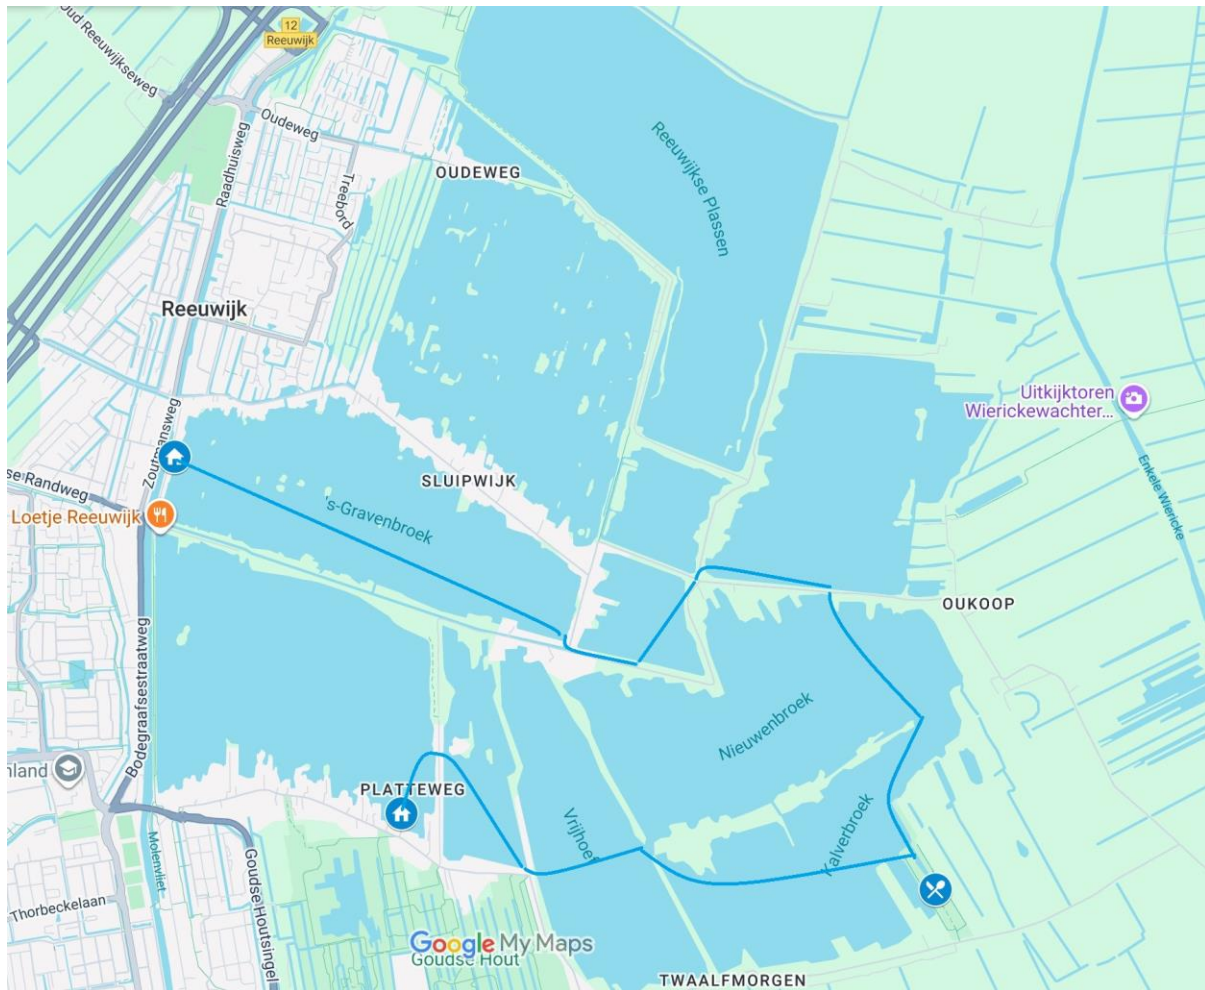 12
Reeuwijk
Oud Reeuwijkseweg
Oudeweg
Raadhuisweg
Treebord
OUDEWEG
Reeuwijkse Plassen
Reeuwijk
Uitkijktoren
Wierickewachter...
Zoutmansweg
se Randweg
SLUIPWIJK
Enkele Wiericke
Loetje Reeuwijk
's-Gravenbroek
OUKOOP
Bodegraafsestraatweg
Nieuwenbroek
nland
PLATTEWEG
Vrijhoef
Kalverbroek
Molenvliet
Goudse Houtsingel
Thorbeckelaan
Google My Maps
Goudse Hout
TWAALFMORGEN